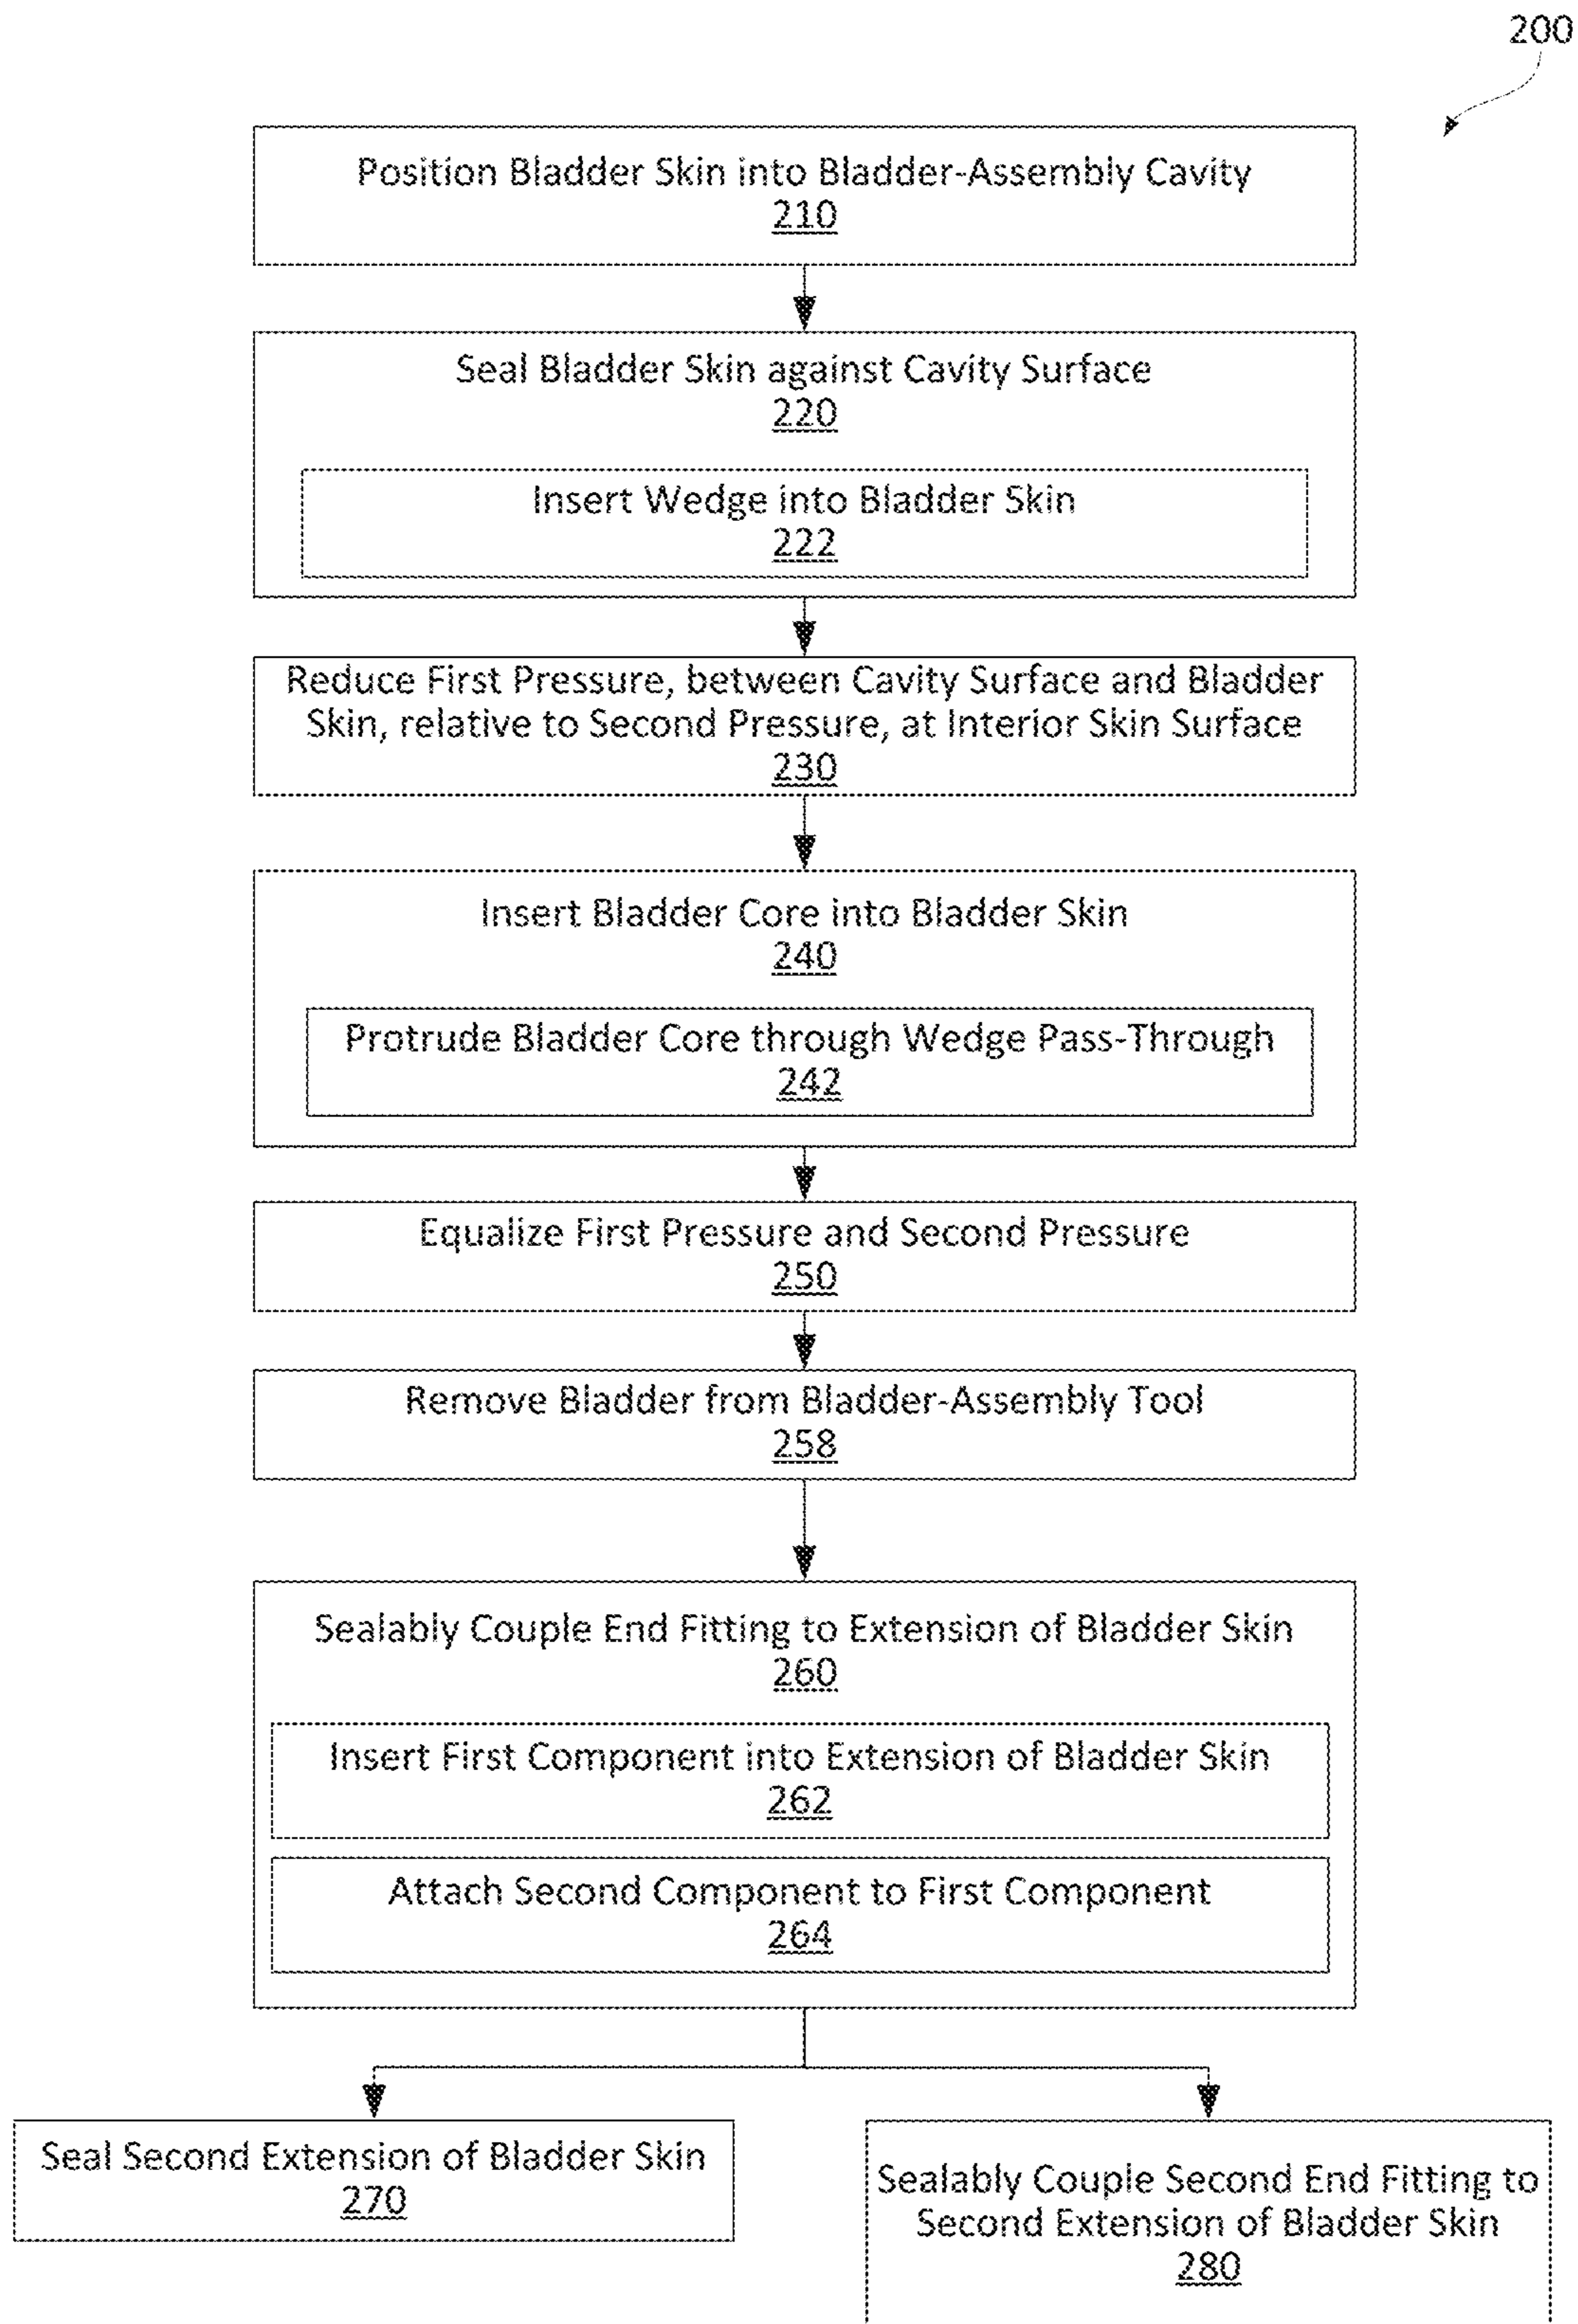 200
Position Bladder Skin into Bladder-Assembly Cavity
210
Seal Bladder Skin against Cavity Surface
220
Insert Wedge into Bladder Skin
222
Reduce First Pressure, between Cavity Surface and Bladder
Skin, relative to Second Pressure, at Interior Skin Surface
230
Insert Bladder Core into Bladder Skin
240
Protrude Bladder Core through Wedge Pass-Through
242
Equalize First Pressure and Second Pressure
250
Remove Bladder from Bladder-Assembly Tool
258
Sealably Couple End Fitting to Extension of Bladder Skin
260
Insert First Component into Extension of Bladder Skin
262
Attach Second Component to First Component
264
Seal Second Extension of Bladder Skin
270
Sealably Couple Second End Fitting to
Second Extension of Bladder Skin
280